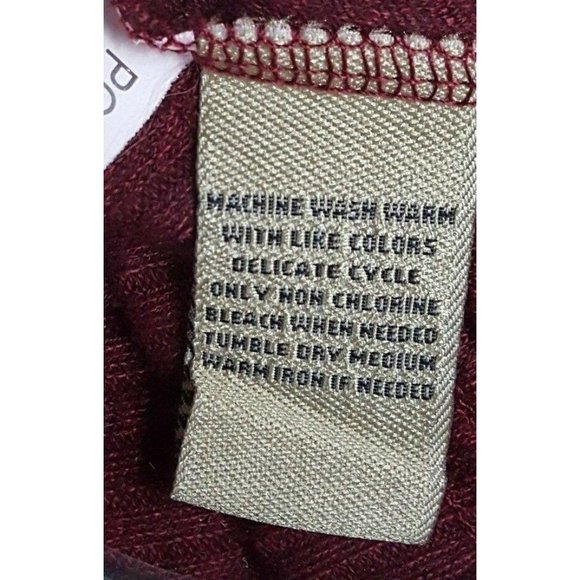 PO
MACHINE WASH WARM
WITH LIKE COLORS
DELICATE CYCLE
ONLY NON CHLORINE
BLEACH WHEN NEEDED
TUMBLE DRY MEDIUM
WARM IRON IF NEEDED